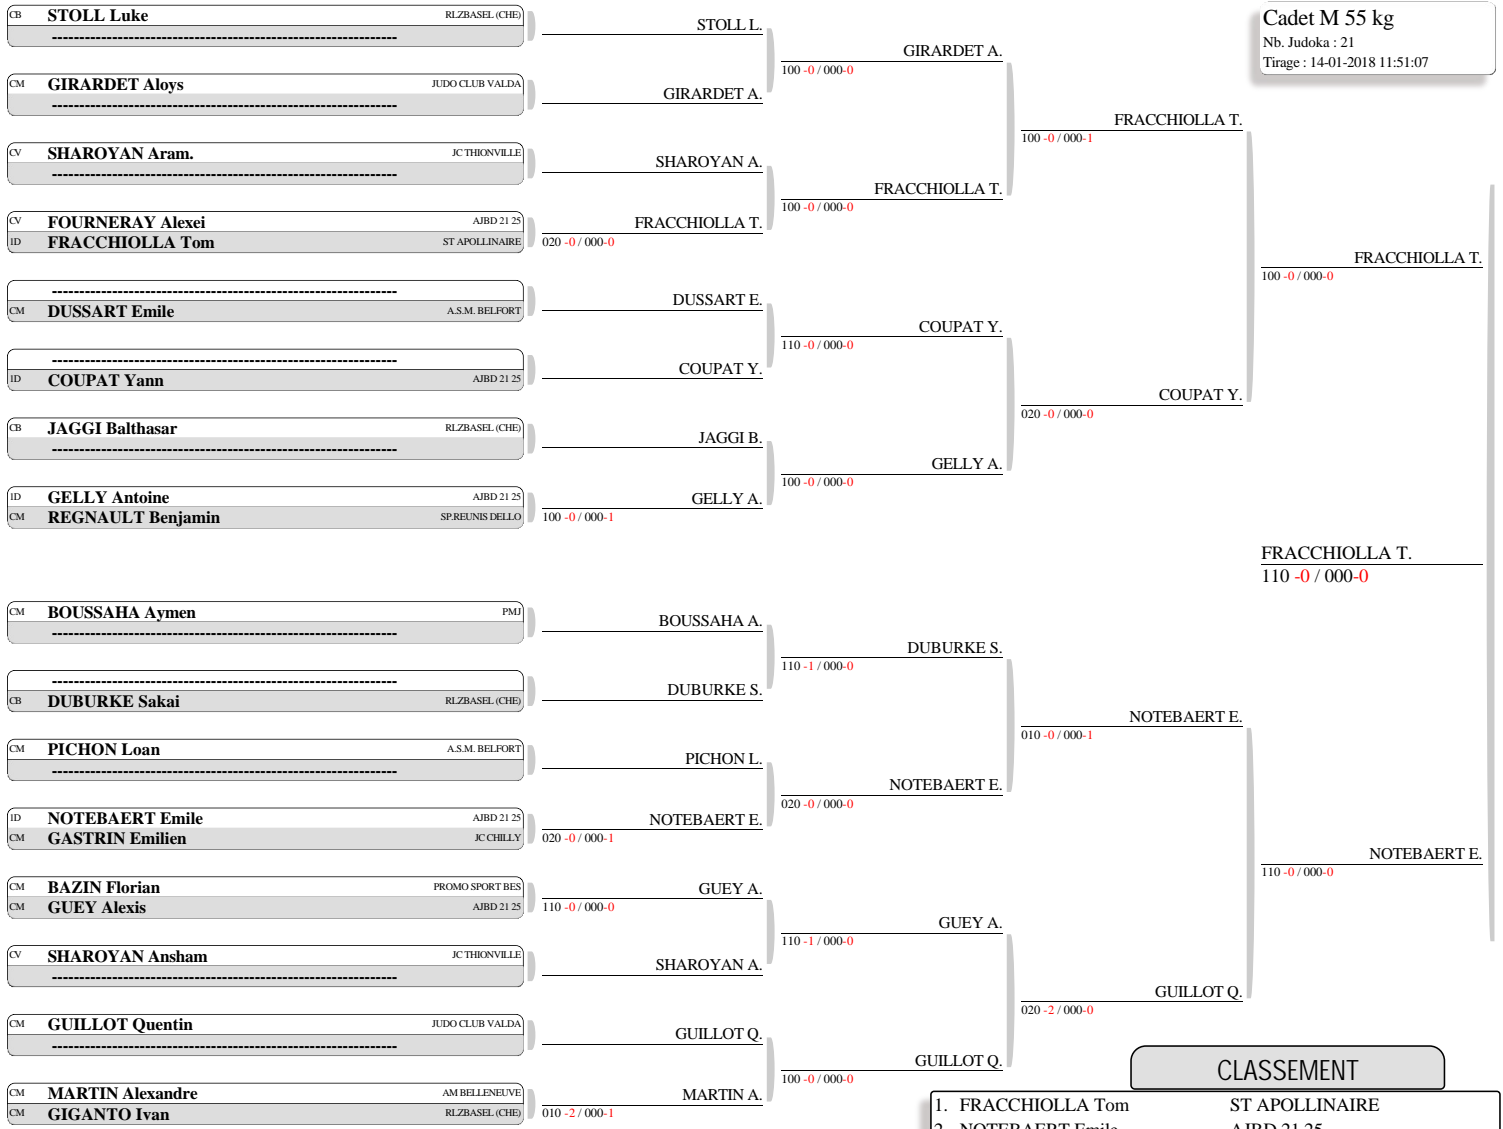 Cadet M 55 kg
Nb. Judoka : 21
Tirage : 14-01-2018 11:51:07
CB STOLL Luke RLZBASEL (CHE)
------------------------------------------------------------
CM GIRARDET Aloys JUDO CLUB VALDA
------------------------------------------------------------
CV SHAROYAN Aram. JC THIONVILLE
------------------------------------------------------------
CV FOURNERAY Alexei AJBD 21 25
1D FRACCHIOLLA Tom ST APOLLINAIRE
------------------------------------------------------------
CM DUSSART Emile A.S.M. BELFORT
------------------------------------------------------------
1D COUPAT Yann AJBD 21 25
CB JAGGI Balthasar RLZBASEL (CHE)
------------------------------------------------------------
1D GELLY Antoine AJBD 21 25
CM REGNAULT Benjamin SP.REUNIS DELLO
CM BOUSSAHA Aymen PMJ
------------------------------------------------------------
------------------------------------------------------------
CB DUBURKE Sakai RLZBASEL (CHE)
CM PICHON Loan A.S.M. BELFORT
------------------------------------------------------------
1D NOTEBAERT Emile AJBD 21 25
CM GASTRIN Emilien JC CHILLY
CM BAZIN Florian PROMO SPORT BES
CM GUEY Alexis AJBD 21 25
CV SHAROYAN Ansham JC THIONVILLE
------------------------------------------------------------
CM GUILLOT Quentin JUDO CLUB VALDA
------------------------------------------------------------
CM MARTIN Alexandre AM BELLENEUVE
CM GIGANTO Ivan RLZBASEL (CHE)
STOLL L.
GIRARDET A.
SHAROYAN A.
FRACCHIOLLA T.
020 -0 / 000-0
DUSSART E.
COUPAT Y.
JAGGI B.
GELLY A.
100 -0 / 000-1
BOUSSAHA A.
DUBURKE S.
PICHON L.
NOTEBAERT E.
020 -0 / 000-1
GUEY A.
110 -0 / 000-0
SHAROYAN A.
GUILLOT Q.
MARTIN A.
010 -2 / 000-1
GIRARDET A.
100 -0 / 000-0
FRACCHIOLLA T.
100 -0 / 000-0
COUPAT Y.
110 -0 / 000-0
GELLY A.
100 -0 / 000-0
DUBURKE S.
110 -1 / 000-0
NOTEBAERT E.
020 -0 / 000-0
GUEY A.
110 -1 / 000-0
GUILLOT Q.
100 -0 / 000-0
FRACCHIOLLA T.
100 -0 / 000-1
COUPAT Y.
020 -0 / 000-0
NOTEBAERT E.
010 -0 / 000-1
GUILLOT Q.
020 -2 / 000-0
FRACCHIOLLA T.
100 -0 / 000-0
NOTEBAERT E.
110 -0 / 000-0
FRACCHIOLLA T.
110 -0 / 000-0
CLASSEMENT
1. FRACCHIOLLA Tom ST APOLLINAIRE
2. NOTEBAERT Emile AJBD 21 25